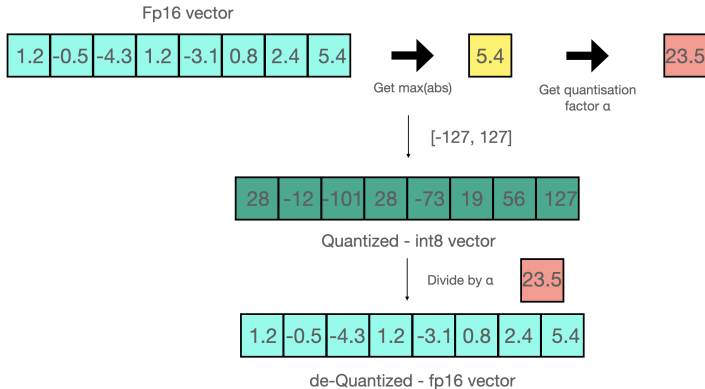 Fp16 vector
1.2 -0.5 -4.3 1.2 -3.1 0.8 2.4 5.4
5.4
23.5
Get max(abs)
Get quantisation
factor α
[-127, 127]
28 -12 -101 28 -73 19 56 127
Quantized - int8 vector
Divide by α
23.5
1.2 -0.5 -4.3 1.2 -3.1 0.8 2.4 5.4
de-Quantized - fp16 vector